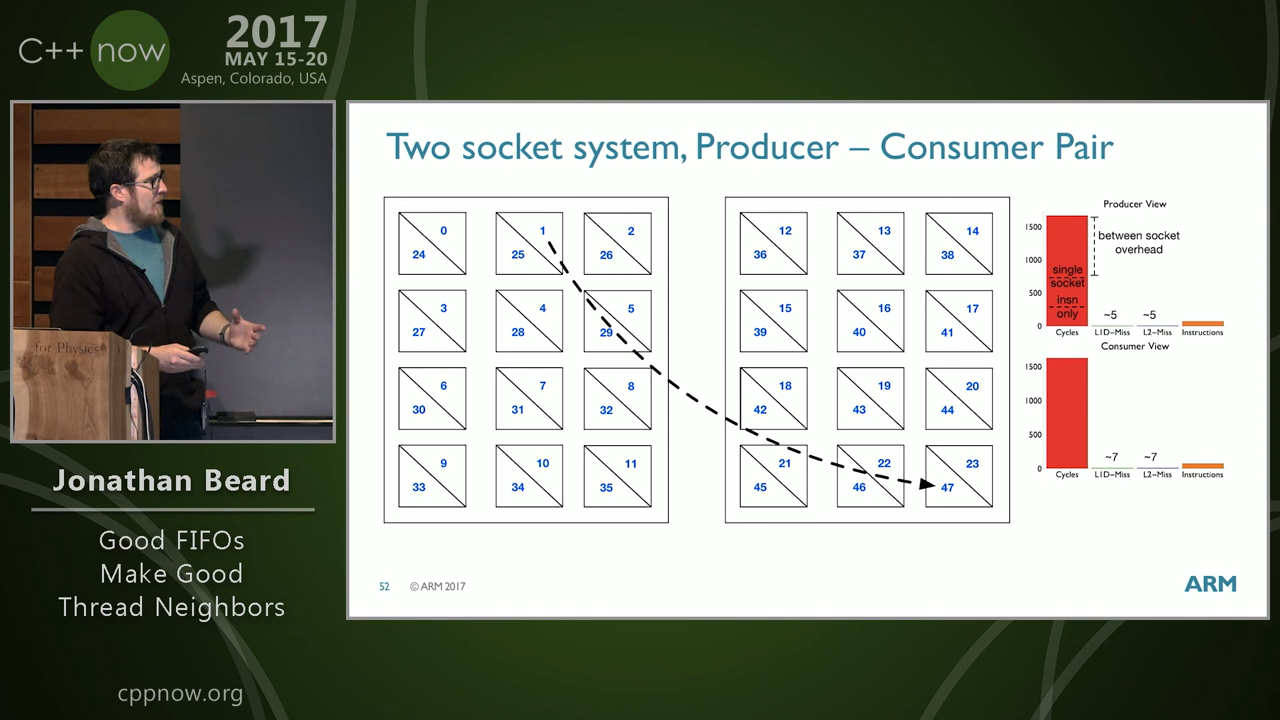 C++ now
2017
MAY 15-20
Aspen, Colorado, USA
for Physics
Jonathan Beard
Good FIFOs
Make Good
Thread Neighbors
cppnow.org
Two socket system, Producer – Consumer Pair
0 1 2
24 25 26
3 4 5
27 28 29
6 7 8
30 31 32
9 10 11
33 34 35
12 13 14
36 37 38
15 16 17
39 40 41
18 19 20
42 43 44
21 22 23
45 46 47
Producer View
1500
1000
500
0
between socket
overhead
single
socket
insn
only
~5 ~5
Cycles L1D–Miss L2–Miss Instructions
Consumer View
1500
1000
500
0
~7 ~7
Cycles L1D–Miss L2–Miss Instructions
52 © ARM 2017
ARM